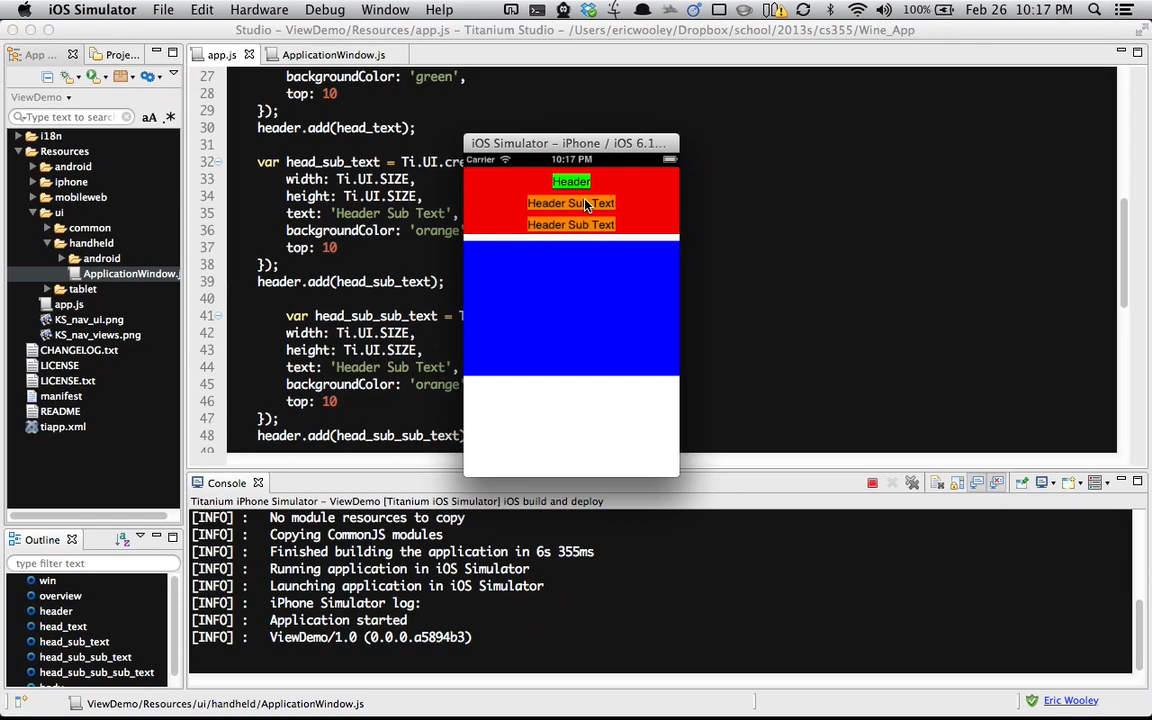 iOS Simulator File Edit Hardware Debug Window Help 100% Feb 26 10:17 PM
Studio - ViewDemo/Resources/app.js - Titanium Studio - /Users/ericwooley/Dropbox/school/2013s/cs355/Wine_App
App ... Proje...
app.js ApplicationWindow.js
ViewDemo
Type to search aA .*
i18n
Resources
android
iphone
mobileweb
ui
common
handheld
android
ApplicationWindow.j
tablet
app.js
KS_nav_ui.png
KS_nav_views.png
CHANGELOG.txt
LICENSE
LICENSE.txt
manifest
README
tiapp.xml
27 backgroundColor: 'green',
28 top: 10
29 });
30 header.add(head_text);
31
32 var head_sub_text = Ti.UI.cre
33 width: Ti.UI.SIZE,
34 height: Ti.UI.SIZE,
35 text: 'Header Sub Text',
36 backgroundColor: 'orange'
37 top: 10
38 });
39 header.add(head_sub_text);
40
41 var head_sub_sub_text = T
42 width: Ti.UI.SIZE,
43 height: Ti.UI.SIZE,
44 text: 'Header Sub Text',
45 backgroundColor: 'orange'
46 top: 10
47 });
48 header.add(head_sub_sub_text)
49
iOS Simulator - iPhone / iOS 6.1...
Carrier 10:17 PM
Header
Header Sub Text
Header Sub Text
Console
Titanium iPhone Simulator - ViewDemo [Titanium iOS Simulator] iOS build and deploy
[INFO] : No module resources to copy
[INFO] : Copying CommonJS modules
[INFO] : Finished building the application in 6s 355ms
[INFO] : Running application in iOS Simulator
[INFO] : Launching application in iOS Simulator
[INFO] : iPhone Simulator log:
[INFO] : Application started
[INFO] : ViewDemo/1.0 (0.0.0.a5894b3)
Outline
type filter text
win
overview
header
head_text
head_sub_text
head_sub_sub_text
head_sub_sub_sub_text
ViewDemo/Resources/ui/handheld/ApplicationWindow.js
Eric Wooley